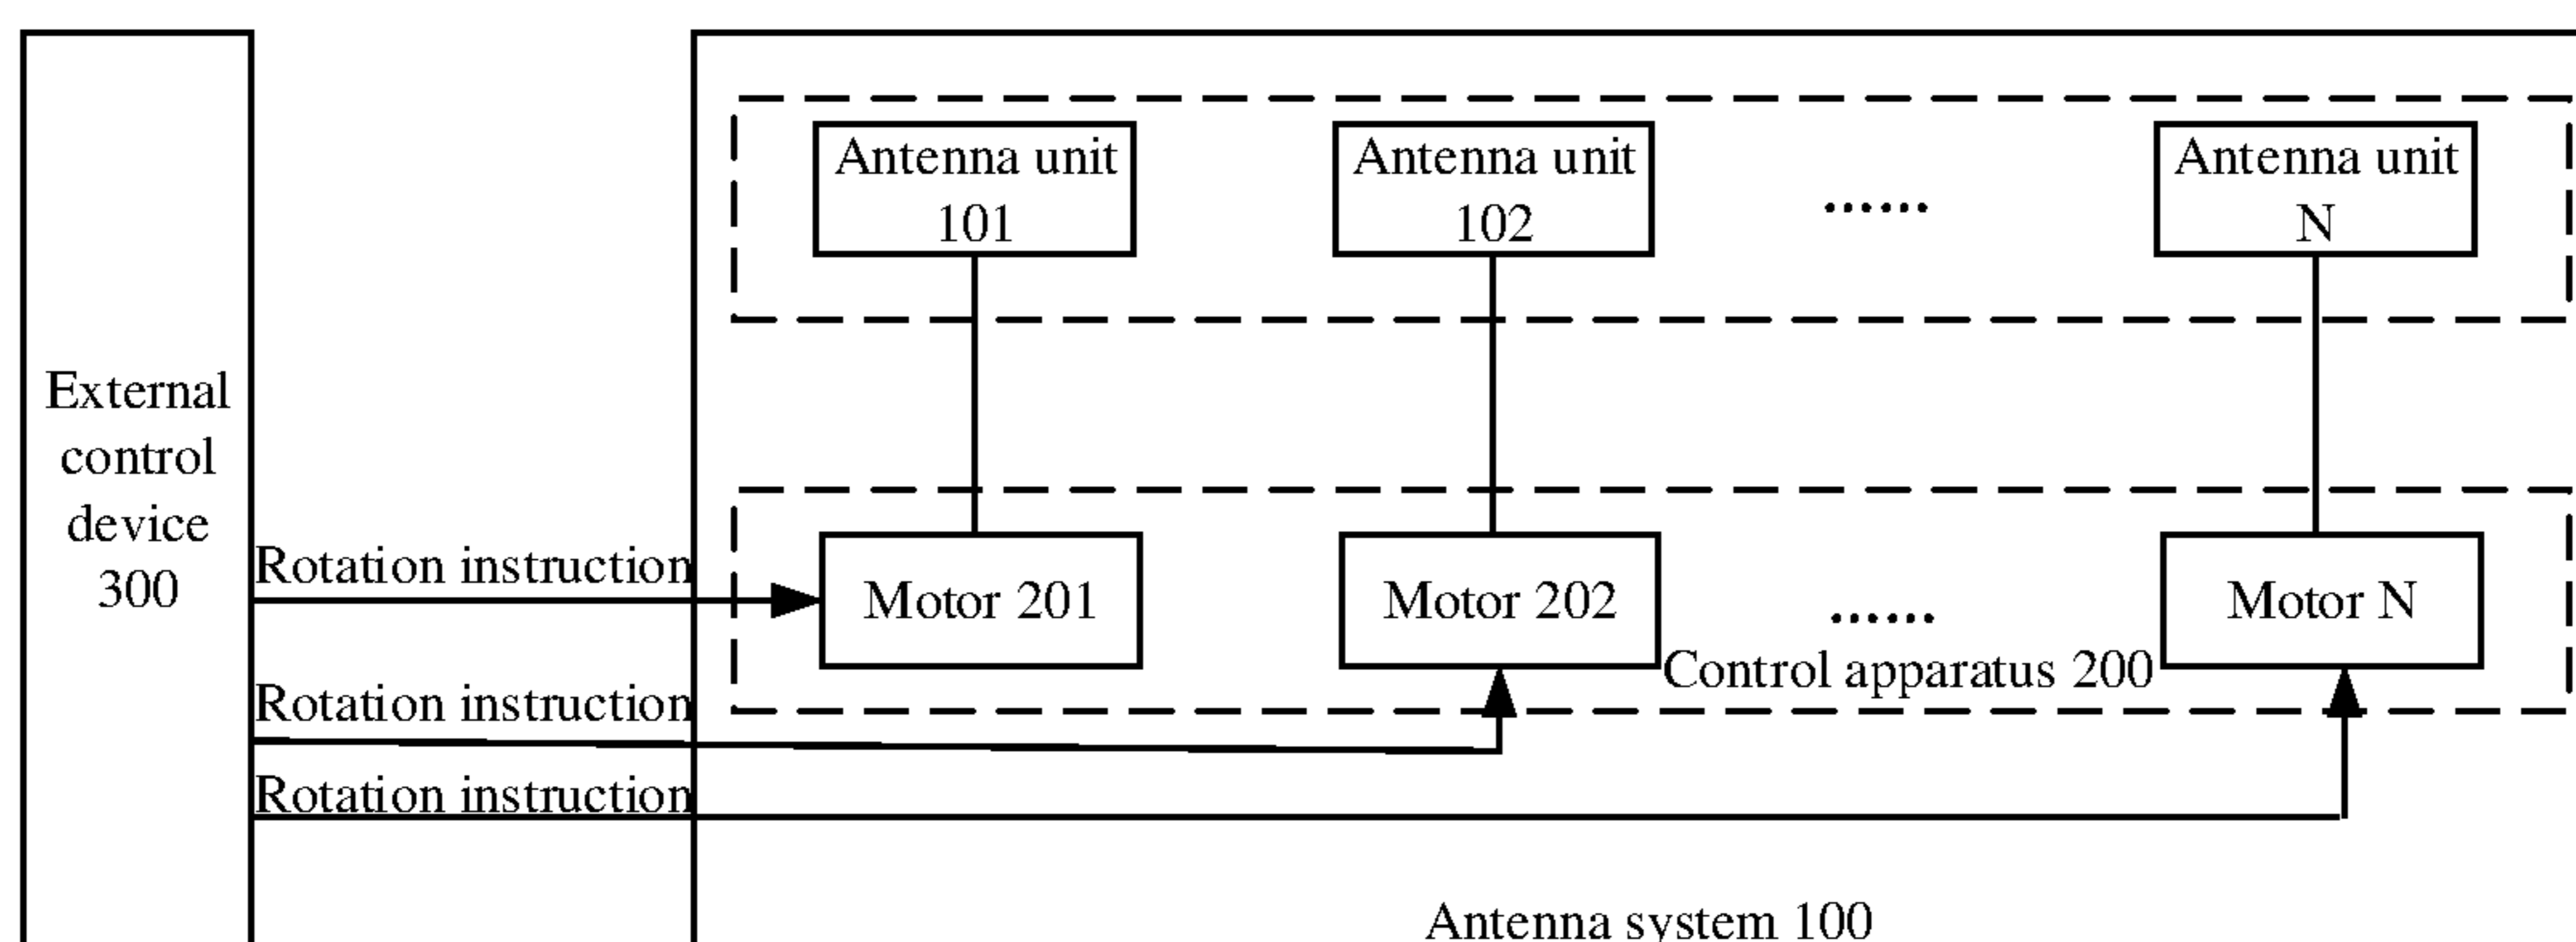 Antenna unit
101
Antenna unit
102
......
Antenna unit
N
External
control
device
300
Rotation instruction
Motor 201
Motor 202
......
Motor N
Control apparatus 200
Rotation instruction
Rotation instruction
Antenna system 100